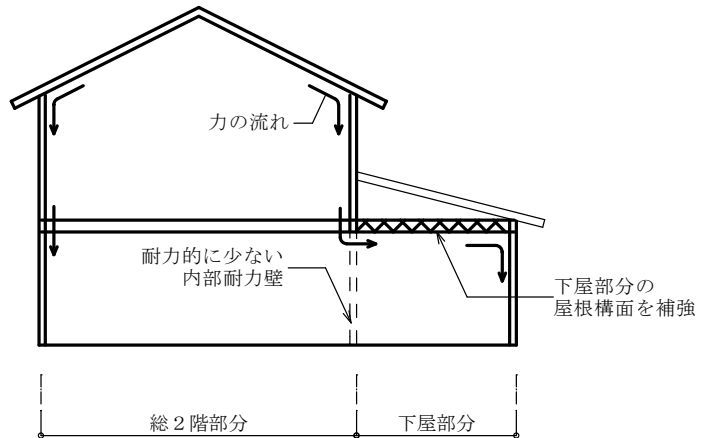 力の流れ
耐力的に少ない
内部耐力壁
下屋部分の
屋根構面を補強
総２階部分
下屋部分